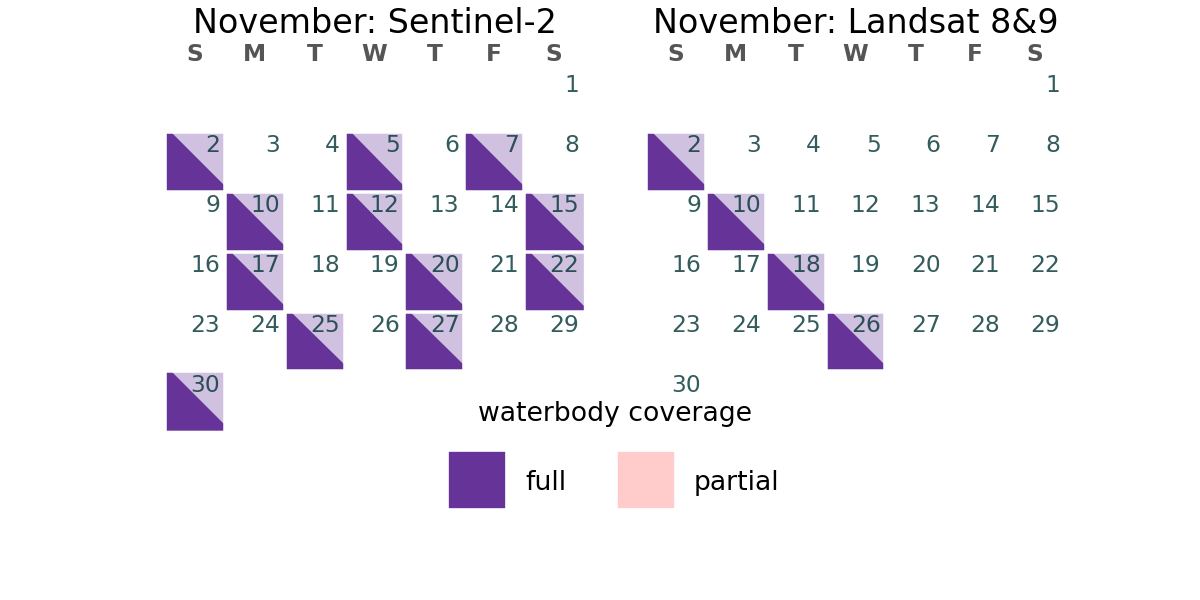 November: Sentinel-2
S M T W T F S
1
2 3 4 5 6 7 8
9 10 11 12 13 14 15
16 17 18 19 20 21 22
23 24 25 26 27 28 29
30
November: Landsat 8&9
S M T W T F S
1
2 3 4 5 6 7 8
9 10 11 12 13 14 15
16 17 18 19 20 21 22
23 24 25 26 27 28 29
30
waterbody coverage
full partial